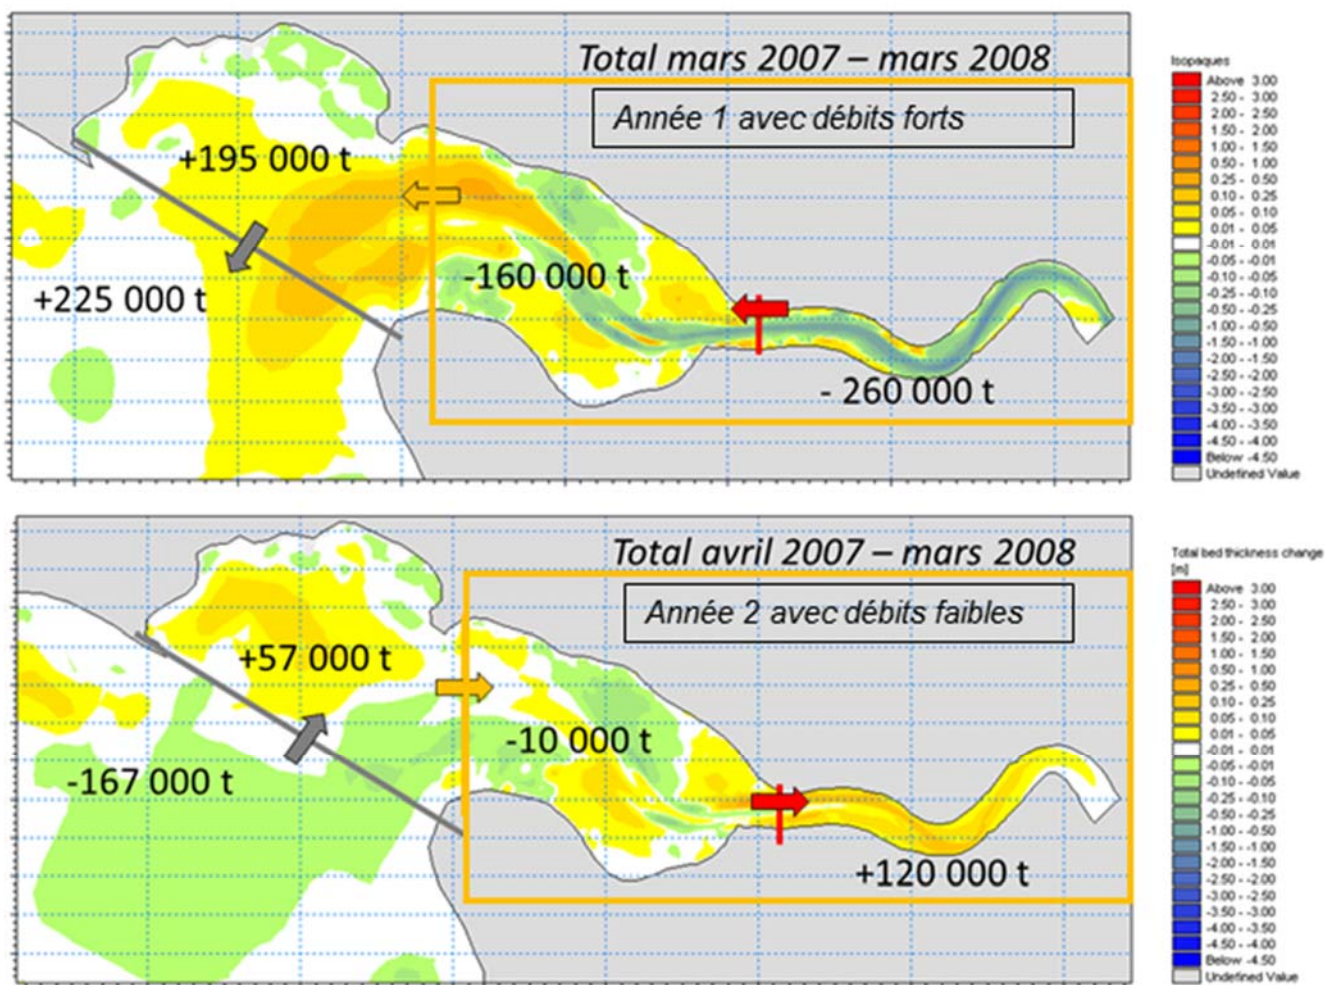 Total mars 2007 – mars 2008
Année 1 avec débits forts
+195 000 t
-160 000 t
+225 000 t
- 260 000 t
Isopaques
Above 3.00
2.50 - 3.00
2.00 - 2.50
1.50 - 2.00
1.00 - 1.50
0.50 - 1.00
0.25 - 0.50
0.10 - 0.25
0.05 - 0.10
0.01 - 0.05
-0.01 - 0.01
-0.05 - -0.01
-0.10 - -0.05
-0.25 - -0.10
-0.50 - -0.25
-1.00 - -0.50
-1.50 - -1.00
-2.00 - -1.50
-2.50 - -2.00
-3.00 - -2.50
-3.50 - -3.00
-4.00 - -3.50
-4.50 - -4.00
Below -4.50
Undefined Value
Total avril 2007 – mars 2008
Année 2 avec débits faibles
+57 000 t
-10 000 t
-167 000 t
+120 000 t
Total bed thickness change
[m]
Above 3.00
2.50 - 3.00
2.00 - 2.50
1.50 - 2.00
1.00 - 1.50
0.50 - 1.00
0.25 - 0.50
0.10 - 0.25
0.05 - 0.10
0.01 - 0.05
-0.01 - 0.01
-0.05 - -0.01
-0.10 - -0.05
-0.25 - -0.10
-0.50 - -0.25
-1.00 - -0.50
-1.50 - -1.00
-2.00 - -1.50
-2.50 - -2.00
-3.00 - -2.50
-3.50 - -3.00
-4.00 - -3.50
-4.50 - -4.00
Below -4.50
Undefined Value